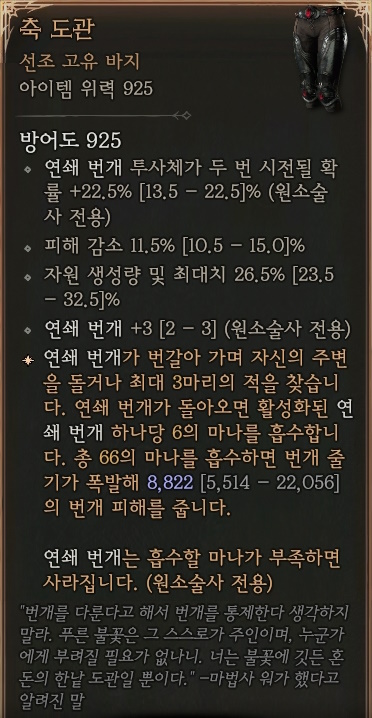 축 도관
선조 고유 바지
아이템 위력 925
방어도 925
연쇄 번개 투사체가 두 번 시전될 확
률 +22.5% [13.5 – 22.5]% (원소술
사 전용)
피해 감소 11.5% [10.5 – 15.0]%
자원 생성량 및 최대치 26.5% [23.5
– 32.5]%
연쇄 번개 +3 [2 – 3] (원소술사 전용)
연쇄 번개가 번갈아 가며 자신의 주변
을 돌거나 최대 3마리의 적을 찾습니
다. 연쇄 번개가 돌아오면 활성화된 연
쇄 번개 하나당 6의 마나를 흡수합니
다. 총 66의 마나를 흡수하면 번개 줄
기가 폭발해 8,822 [5,514 – 22,056]
의 번개 피해를 줍니다.
연쇄 번개는 흡수할 마나가 부족하면
사라집니다. (원소술사 전용)
"번개를 다룬다고 해서 번개를 통제한다 생각하지
말라. 푸른 불꽃은 그 스스로가 주인이며, 누군가
에게 부려질 필요가 없나니. 너는 불꽃에 깃든 혼
돈의 한낱 도관일 뿐이다." –마법사 워가 했다고
알려진 말